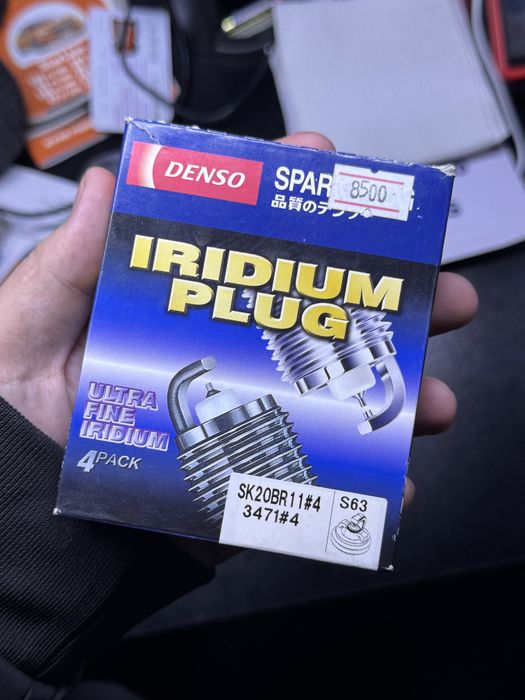 DENSO
SPAR
8500
品質のデンソー
IRIDIUM
PLUG
ULTRA
FINE
IRIDIUM
4PACK
SK20BR11#4
3471#4
S63